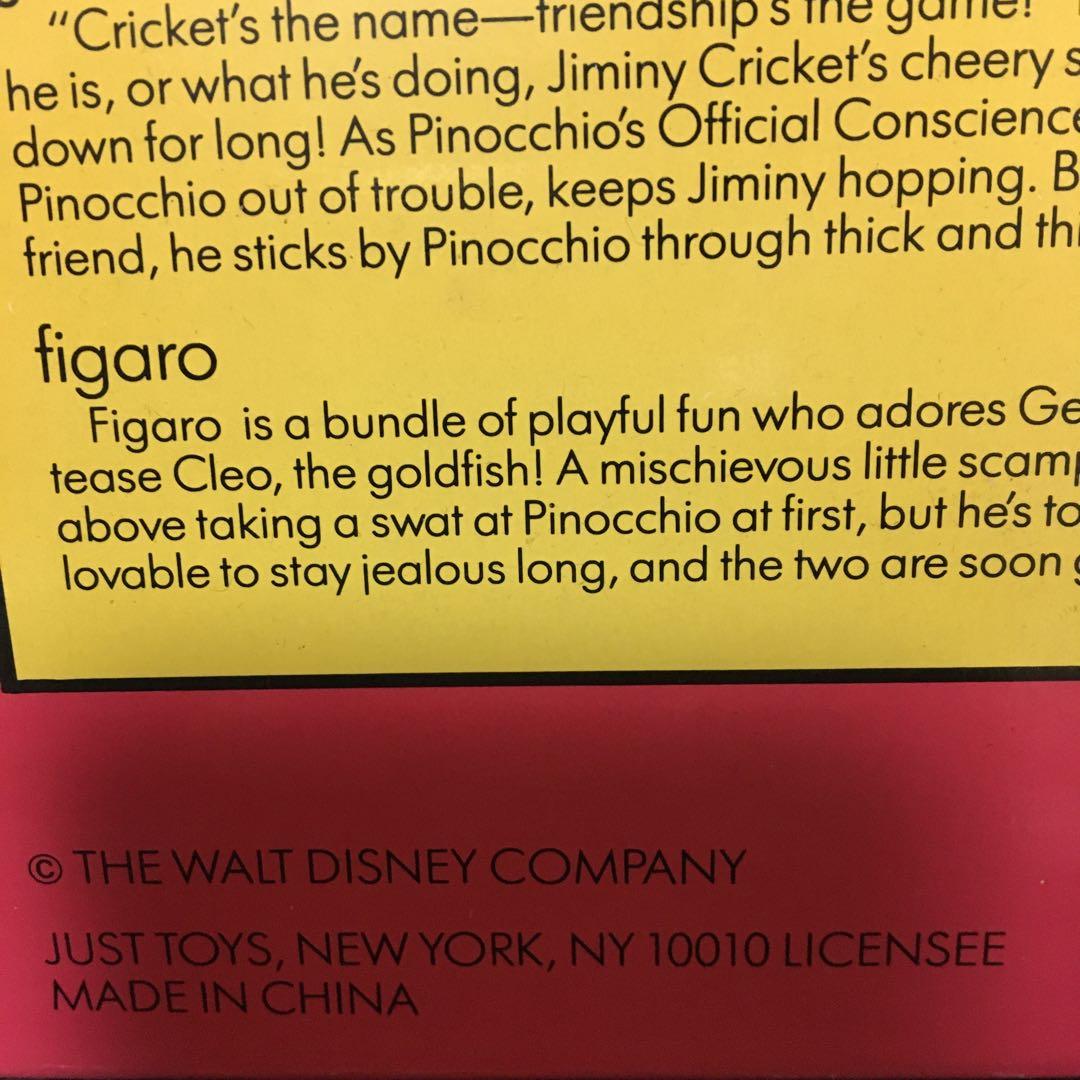 “Cricket's the name—friendship's the game!
he is, or what he's doing, Jiminy Cricket's cheery
down for long! As Pinocchio's Official Conscience
Pinocchio out of trouble, keeps Jiminy hopping.
friend, he sticks by Pinocchio through thick and
figaro
Figaro is a bundle of playful fun who adores
tease Cleo, the goldfish! A mischievous little scamp
above taking a swat at Pinocchio at first, but he's
lovable to stay jealous long, and the two are soon
© THE WALT DISNEY COMPANY
JUST TOYS, NEW YORK, NY 10010 LICENSEE
MADE IN CHINA